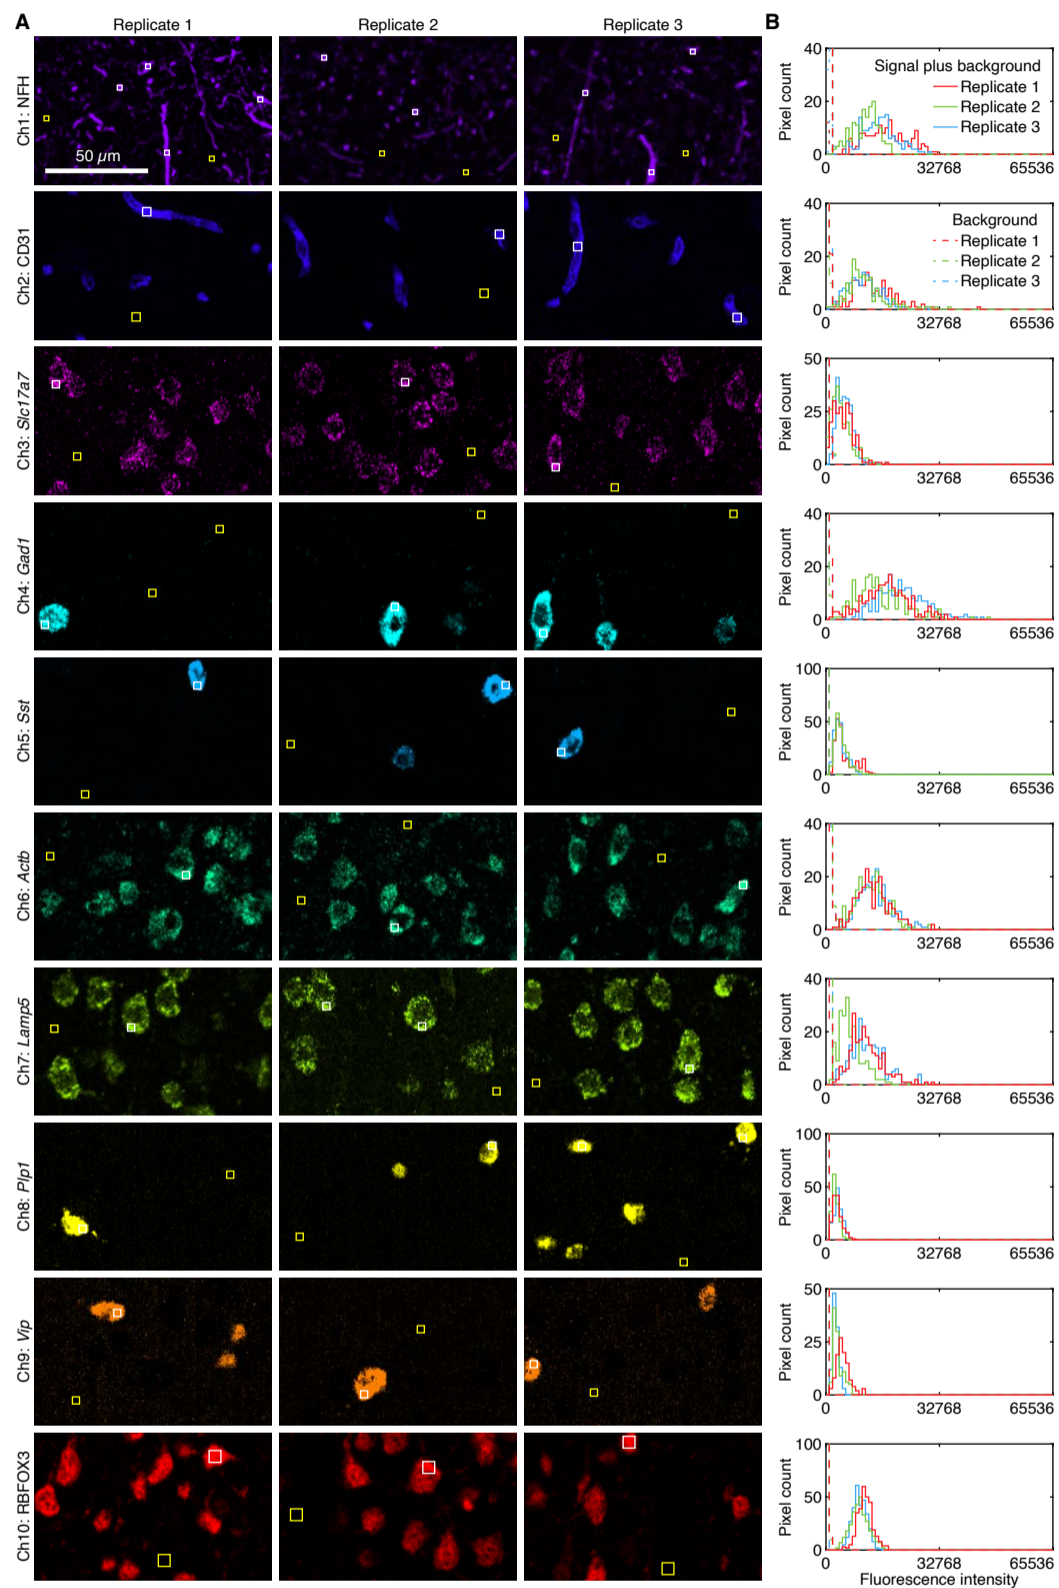 A
Replicate 1
Replicate 2
Replicate 3
B
Ch1: NFH
50 µm
Ch2: CD31
Ch3: Slc17a7
Ch4: Gad1
Ch5: Sst
Ch6: Actb
Ch7: Lamp5
Ch8: Plp1
Ch9: Vip
Ch10: RBFOX3
Pixel count
40
20
0
Signal plus background
Replicate 1
Replicate 2
Replicate 3
0 32768 65536
Pixel count
40
20
0
Background
Replicate 1
Replicate 2
Replicate 3
0 32768 65536
Pixel count
50
25
0
0 32768 65536
Pixel count
40
20
0
0 32768 65536
Pixel count
100
50
0
0 32768 65536
Pixel count
40
20
0
0 32768 65536
Pixel count
40
20
0
0 32768 65536
Pixel count
100
50
0
0 32768 65536
Pixel count
50
25
0
0 32768 65536
Pixel count
100
50
0
0 32768 65536
Fluorescence intensity